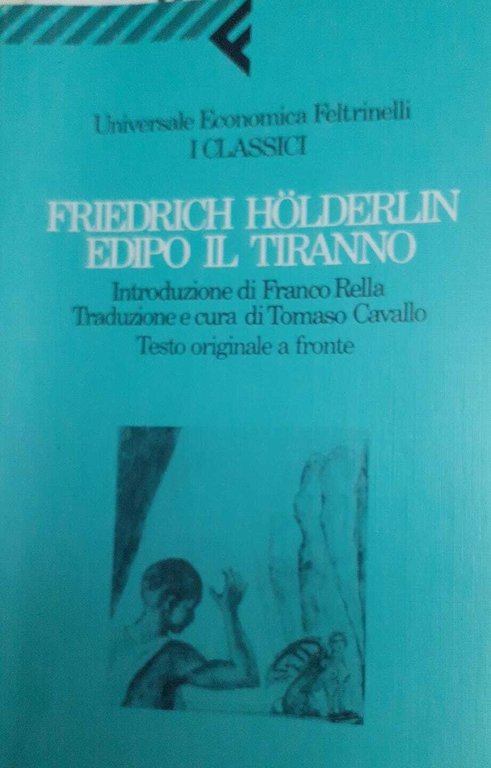 Universale Economica Feltrinelli
I CLASSICI
FRIEDRICH HÖLDERLIN
EDIPO IL TIRANNO
Introduzione di Franco Rella
Traduzione e cura di Tomaso Cavallo
Testo originale a fronte